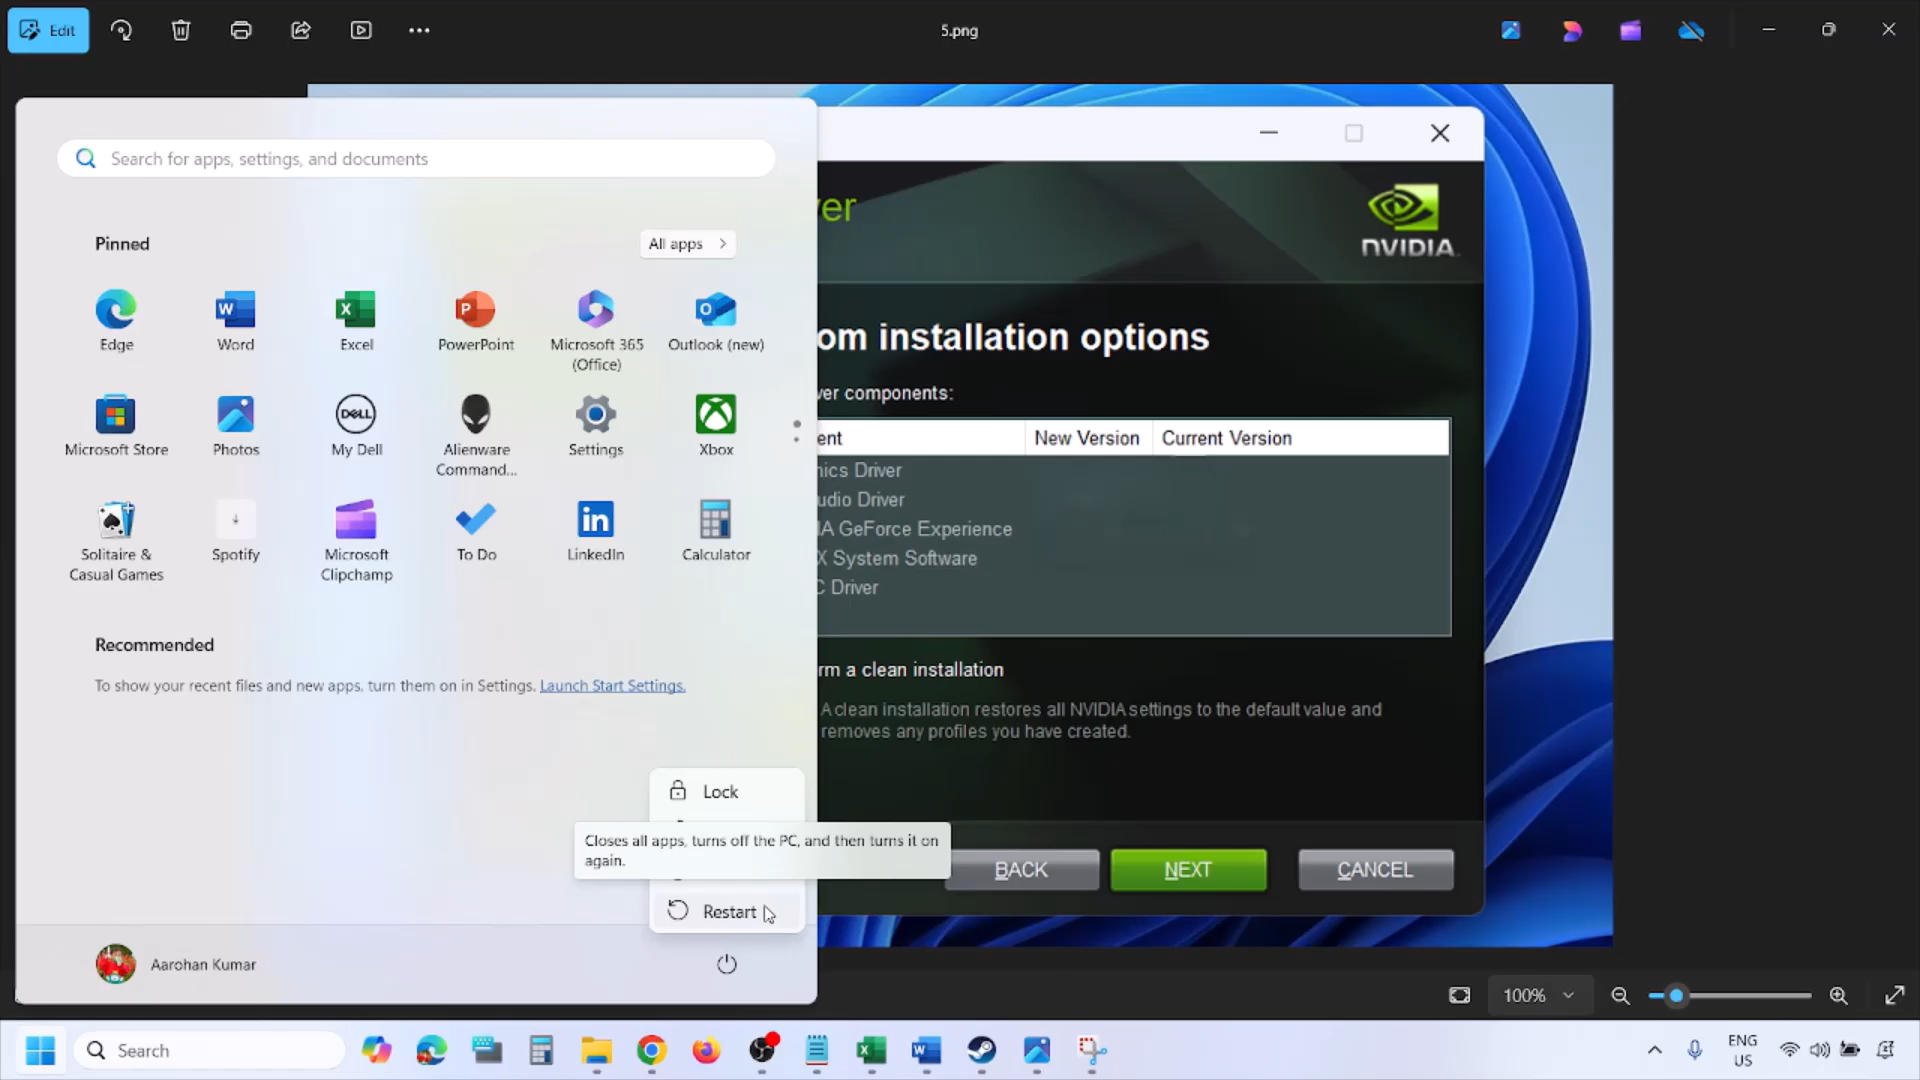 Edit
5.png
Search for apps, settings, and documents
Pinned
All apps
Edge
Word
Excel
PowerPoint
Microsoft 365
(Office)
Outlook (new)
Microsoft Store
Photos
My Dell
Alienware
Command...
Settings
Xbox
Solitaire &
Casual Games
Spotify
Microsoft
Clipchamp
To Do
LinkedIn
Calculator
Recommended
To show your recent files and new apps, turn them on in Settings. Launch Start Settings.
Lock
Closes all apps, turns off the PC, and then turns it on
again.
Restart
Aarohan Kumar
ver
NVIDIA
om installation options
ver components:
ent New Version Current Version
hics Driver
udio Driver
IA GeForce Experience
X System Software
C Driver
rm a clean installation
A clean installation restores all NVIDIA settings to the default value and
removes any profiles you have created.
BACK NEXT CANCEL
100%
Search
ENG
US